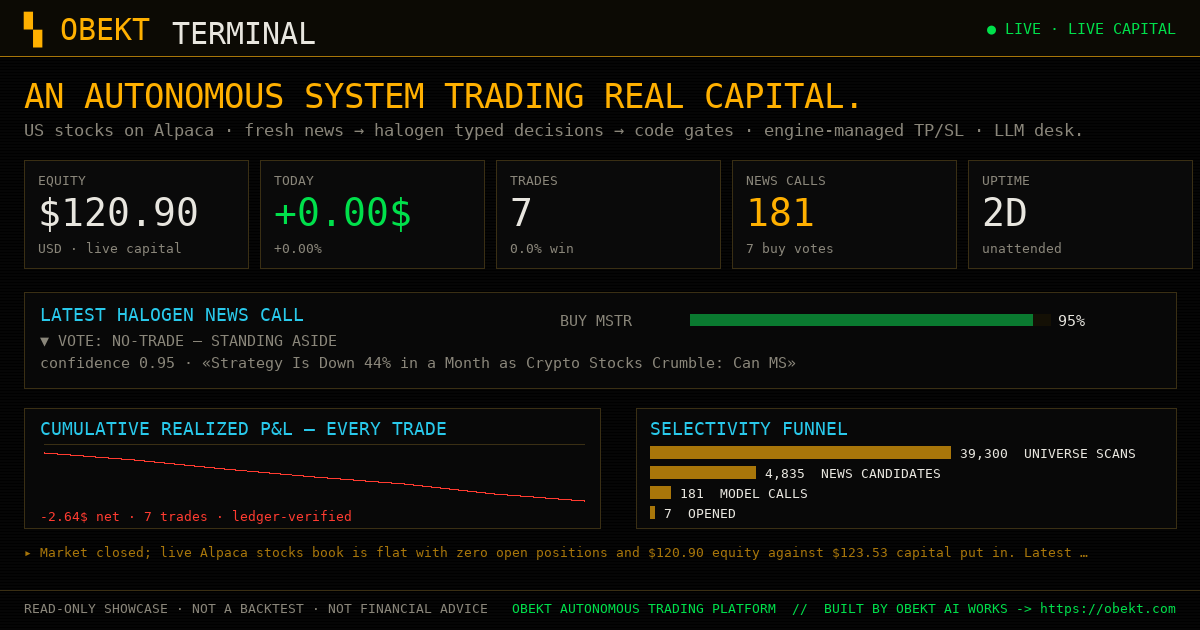 OBEKT TERMINAL
● LIVE · LIVE CAPITAL
AN AUTONOMOUS SYSTEM TRADING REAL CAPITAL.
US stocks on Alpaca · fresh news → halogen typed decisions → code gates · engine-managed TP/SL · LLM desk.
EQUITY
$120.90
USD · live capital
TODAY
+0.00$
+0.00%
TRADES
7
0.0% win
NEWS CALLS
181
7 buy votes
UPTIME
2D
unattended
LATEST HALOGEN NEWS CALL
BUY MSTR
95%
▼ VOTE: NO-TRADE — STANDING ASIDE
confidence 0.95 · «Strategy Is Down 44% in a Month as Crypto Stocks Crumble: Can MS»
CUMULATIVE REALIZED P&L — EVERY TRADE
-2.64$ net · 7 trades · ledger-verified
SELECTIVITY FUNNEL
39,300 UNIVERSE SCANS
4,835 NEWS CANDIDATES
181 MODEL CALLS
7 OPENED
▸ Market closed; live Alpaca stocks book is flat with zero open positions and $120.90 equity against $123.53 capital put in. Latest …
READ-ONLY SHOWCASE · NOT A BACKTEST · NOT FINANCIAL ADVICE
OBEKT AUTONOMOUS TRADING PLATFORM // BUILT BY OBEKT AI WORKS -> https://obekt.com